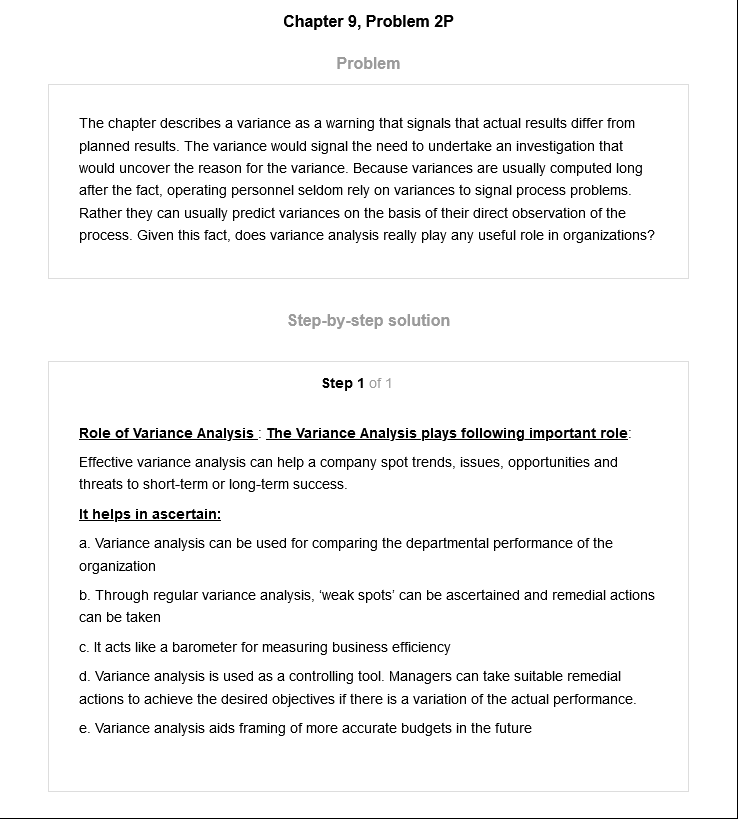 Chapter 9, Problem 2P
Problem
The chapter describes a variance as a warning that signals that actual results differ from
planned results. The variance would signal the need to undertake an investigation that
would uncover the reason for the variance. Because variances are usually computed long
after the fact, operating personnel seldom rely on variances to signal process problems.
Rather they can usually predict variances on the basis of their direct observation of the
process. Given this fact, does variance analysis really play any useful role in organizations?
Step-by-step solution
Step 1 of 1
Role of Variance Analysis : The Variance Analysis plays following important role:
Effective variance analysis can help a company spot trends, issues, opportunities and
threats to short-term or long-term success.
It helps in ascertain:
a. Variance analysis can be used for comparing the departmental performance of the
organization
b. Through regular variance analysis, ‘weak spots’ can be ascertained and remedial actions
can be taken
c. It acts like a barometer for measuring business efficiency
d. Variance analysis is used as a controlling tool. Managers can take suitable remedial
actions to achieve the desired objectives if there is a variation of the actual performance.
e. Variance analysis aids framing of more accurate budgets in the future